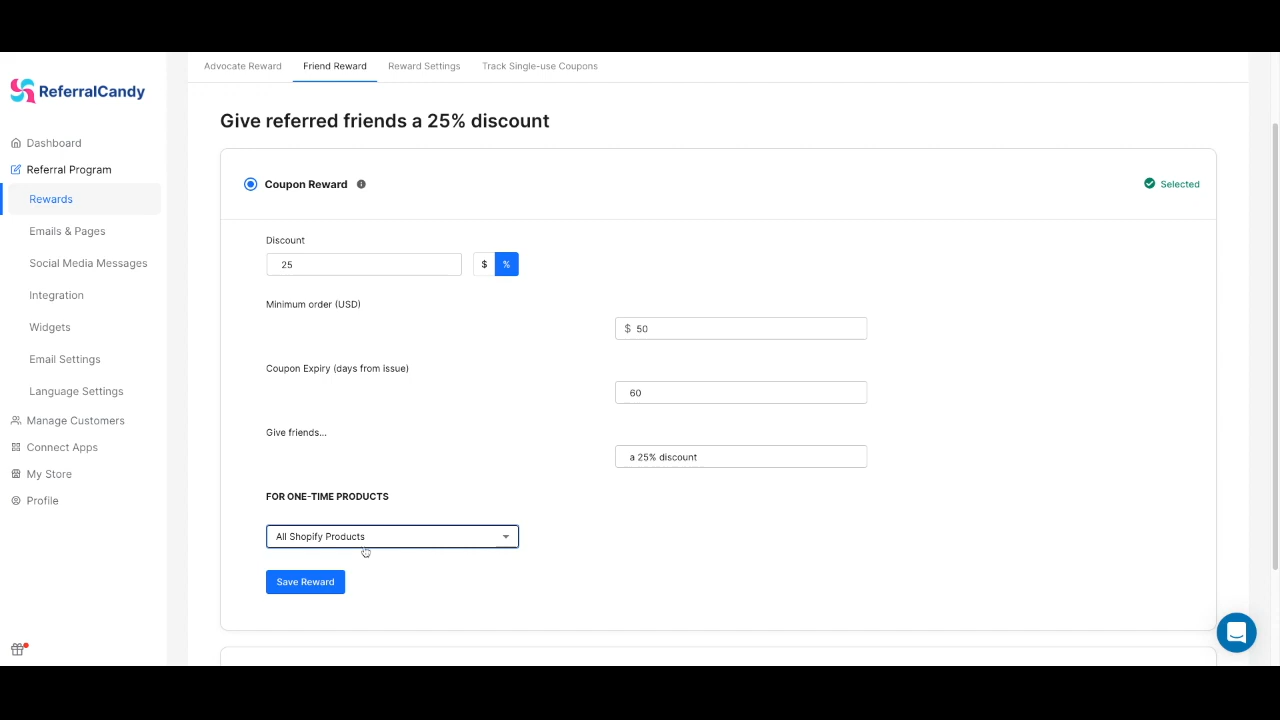 Advocate Reward Friend Reward Reward Settings Track Single-use Coupons
ReferralCandy
Dashboard
Referral Program
Rewards
Emails & Pages
Social Media Messages
Integration
Widgets
Email Settings
Language Settings
Manage Customers
Connect Apps
My Store
Profile
Give referred friends a 25% discount
Coupon Reward
Selected
Discount
25 $ %
Minimum order (USD)
$ 50
Coupon Expiry (days from issue)
60
Give friends...
a 25% discount
FOR ONE-TIME PRODUCTS
All Shopify Products
Save Reward